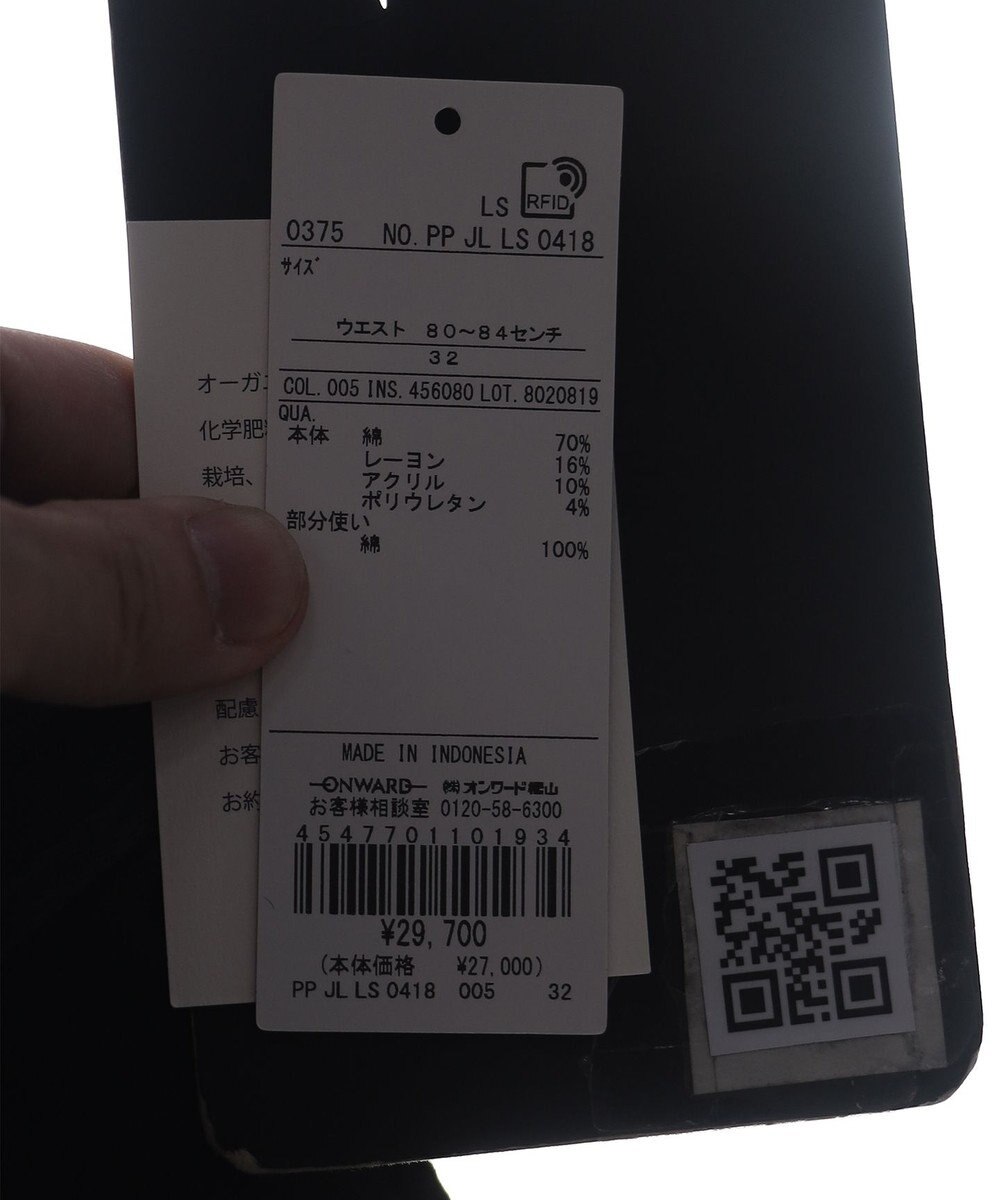 LS RFID
0375 NO. PP JL LS 0418
サイズ
ウエスト 80～84センチ
32
COL. 005 INS. 456080 LOT. 8020819
QUA.
本体 綿 70%
レーヨン 16%
アクリル 10%
ポリウレタン 4%
部分使い
綿 100%
MADE IN INDONESIA
ONWARD ㈱オンワード樫山
お客様相談室 0120-58-6300
4547701101934
¥29,700
(本体価格 ¥27,000)
PP JL LS 0418 005 32
オーガニ
化学肥
栽培、
配慮
お客
お約